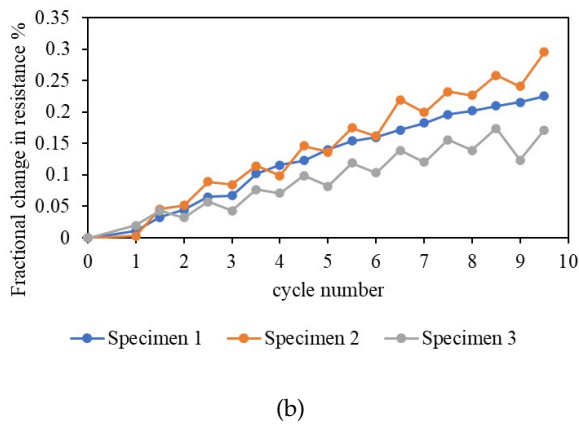 0.35
0.3
0.25
0.2
0.15
0.1
0.05
0
Fractional change in resistance %
0 1 2 3 4 5 6 7 8 9 10
cycle number
Specimen 1 Specimen 2 Specimen 3
(b)